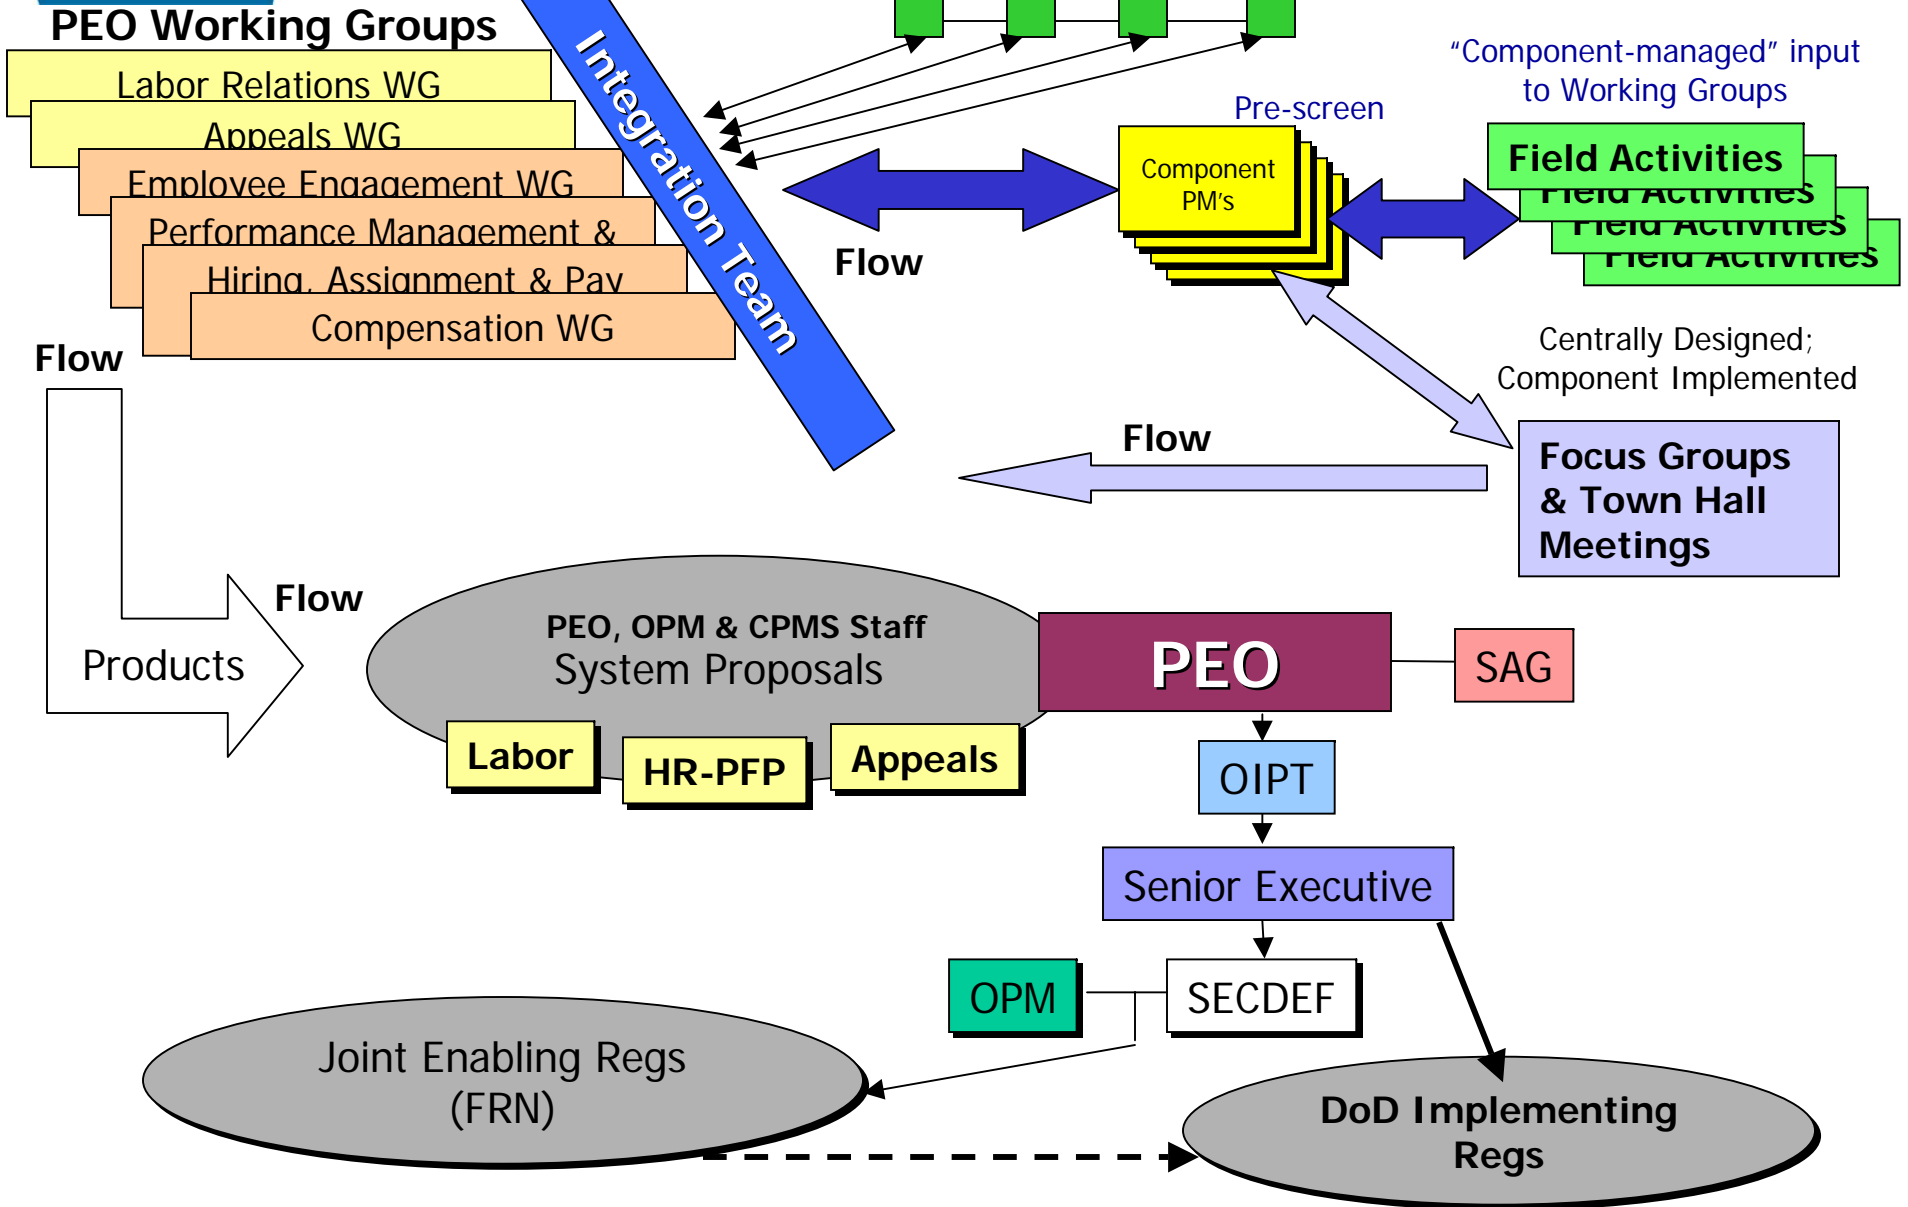 PEO Working Groups
Labor Relations WG
Appeals WG
Employee Engagement WG
Performance Management &
Hiring, Assignment & Pay
Compensation WG
Integration Team
"Component-managed" input
to Working Groups
Pre-screen
Component
PM's
Field Activities
Field Activities
Field Activities
Field Activities
Flow
Centrally Designed;
Component Implemented
Flow
Flow
Focus Groups
& Town Hall
Meetings
Flow
Products
PEO, OPM & CPMS Staff
System Proposals
Labor
HR-PFP
Appeals
PEO
SAG
OIPT
Senior Executive
OPM
SECDEF
Joint Enabling Regs
(FRN)
DoD Implementing
Regs